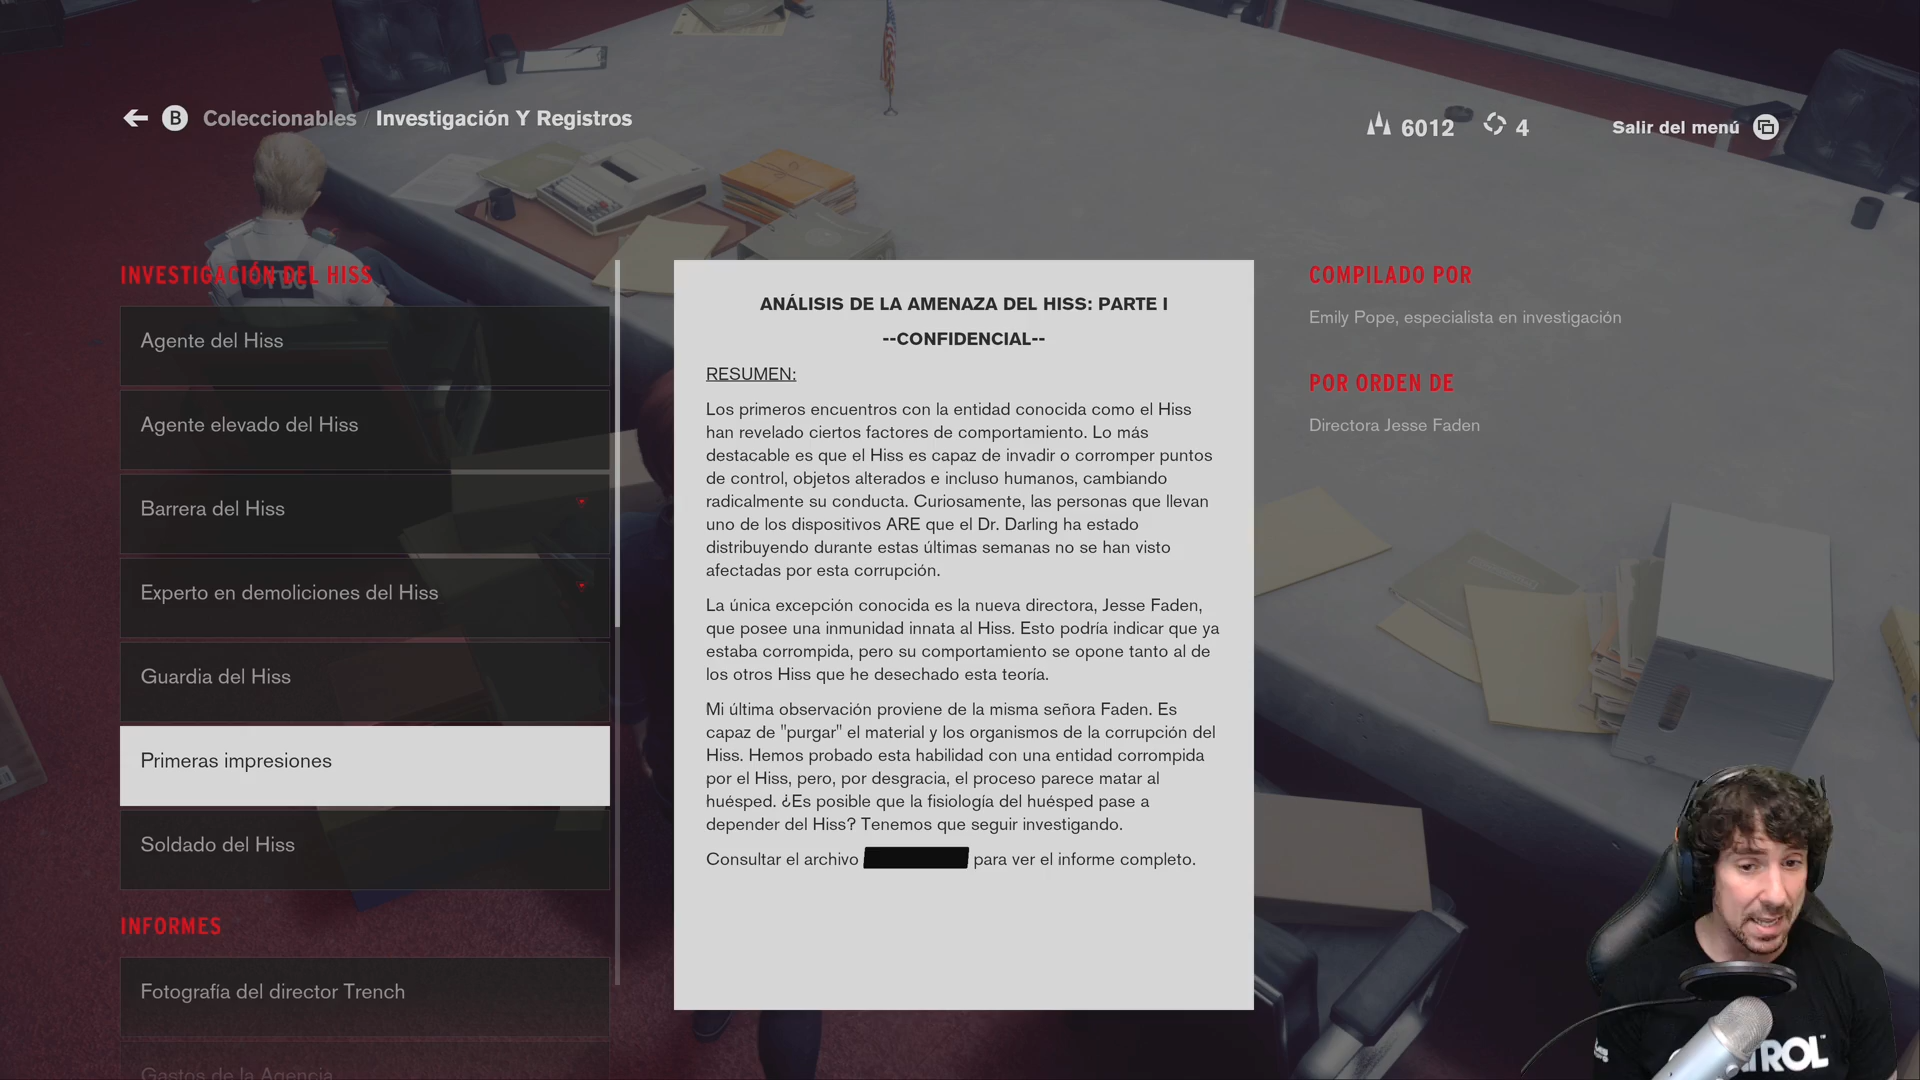 B Coleccionables / Investigación Y Registros
6012 4 Salir del menú
INVESTIGACIÓN DEL HISS
Agente del Hiss
Agente elevado del Hiss
Barrera del Hiss
Experto en demoliciones del Hiss
Guardia del Hiss
Primeras impresiones
Soldado del Hiss
INFORMES
Fotografía del director Trench
Gastos de la Agencia
ANÁLISIS DE LA AMENAZA DEL HISS: PARTE I
--CONFIDENCIAL--
RESUMEN:
Los primeros encuentros con la entidad conocida como el Hiss
han revelado ciertos factores de comportamiento. Lo más
destacable es que el Hiss es capaz de invadir o corromper puntos
de control, objetos alterados e incluso humanos, cambiando
radicalmente su conducta. Curiosamente, las personas que llevan
uno de los dispositivos ARE que el Dr. Darling ha estado
distribuyendo durante estas últimas semanas no se han visto
afectadas por esta corrupción.
La única excepción conocida es la nueva directora, Jesse Faden,
que posee una inmunidad innata al Hiss. Esto podría indicar que ya
estaba corrompida, pero su comportamiento se opone tanto al de
los otros Hiss que he desechado esta teoría.
Mi última observación proviene de la misma señora Faden. Es
capaz de "purgar" el material y los organismos de la corrupción del
Hiss. Hemos probado esta habilidad con una entidad corrompida
por el Hiss, pero, por desgracia, el proceso parece matar al
huésped. ¿Es posible que la fisiología del huésped pase a
depender del Hiss? Tenemos que seguir investigando.
Consultar el archivo para ver el informe completo.
COMPILADO POR
Emily Pope, especialista en investigación
POR ORDEN DE
Directora Jesse Faden